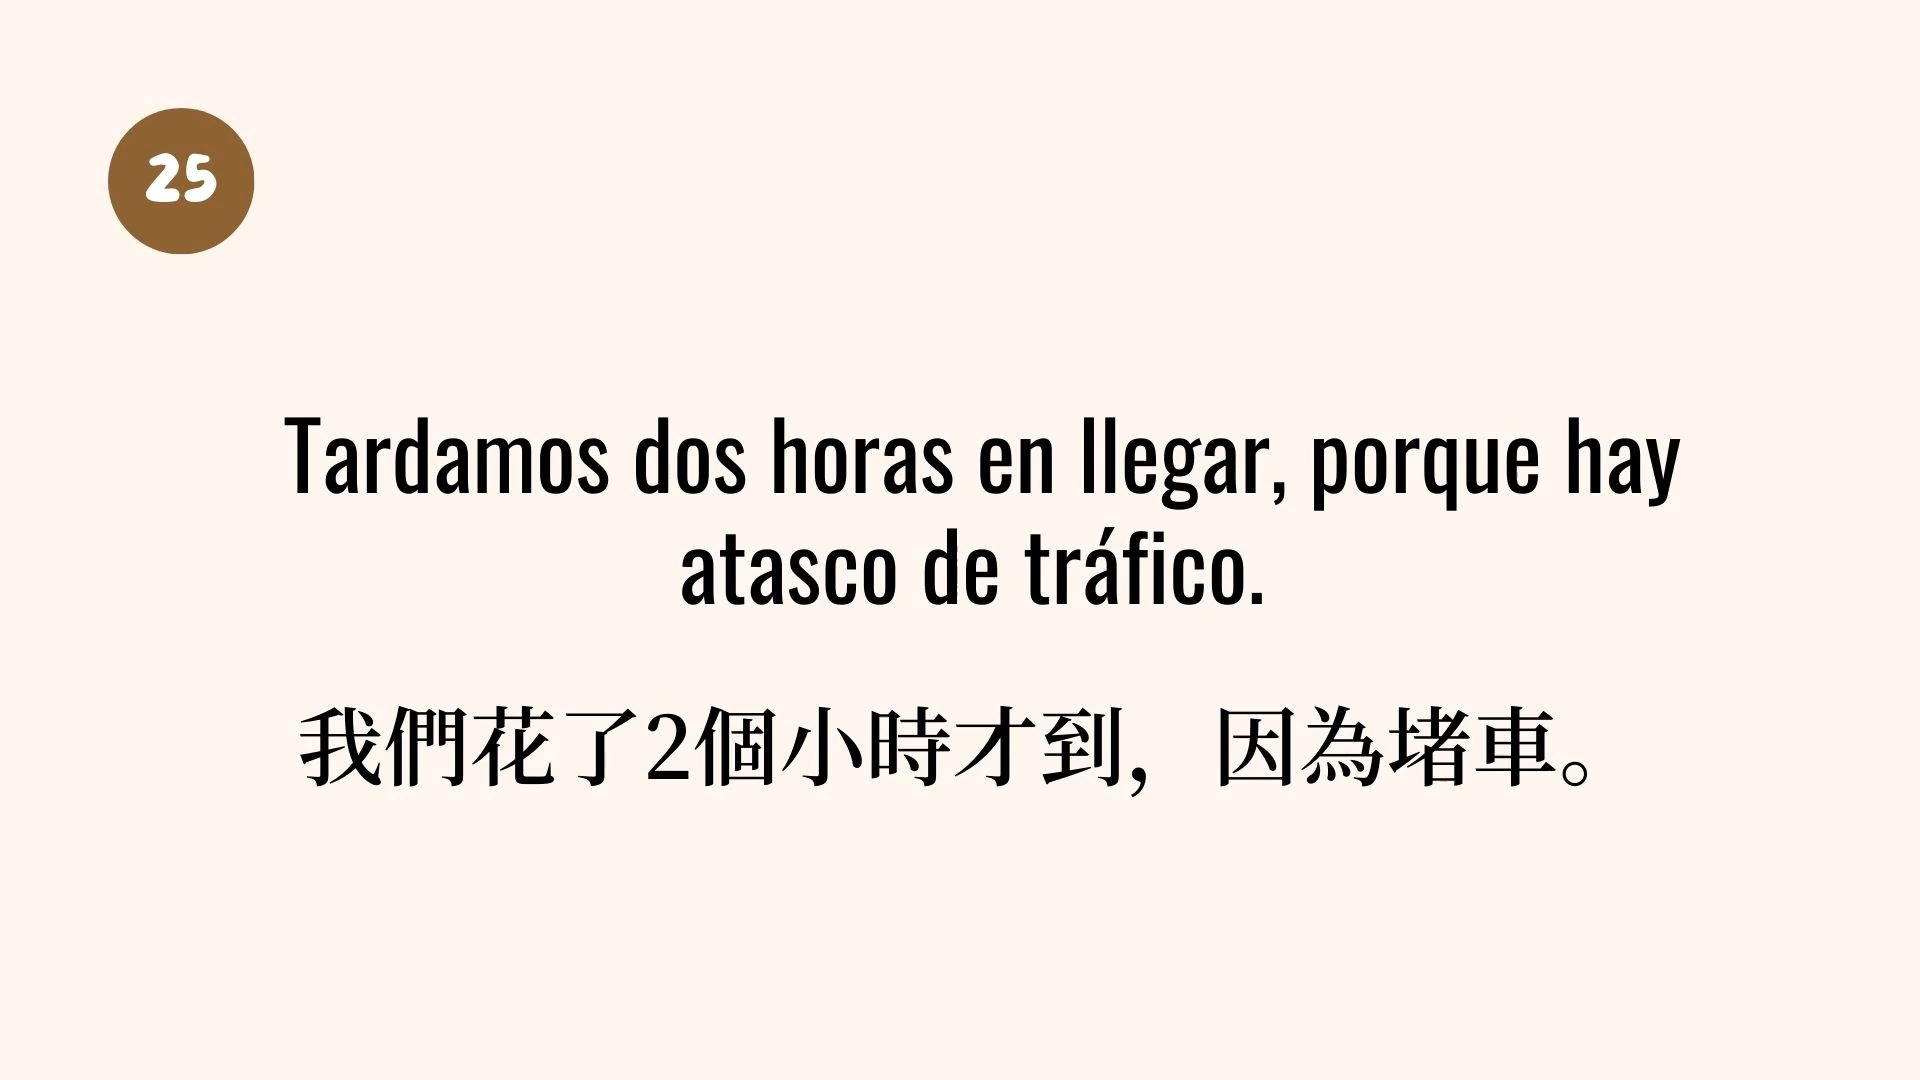 25
Tardamos dos horas en llegar, porque hay
atasco de tráfico.
我們花了2個小時才到，因為堵車。